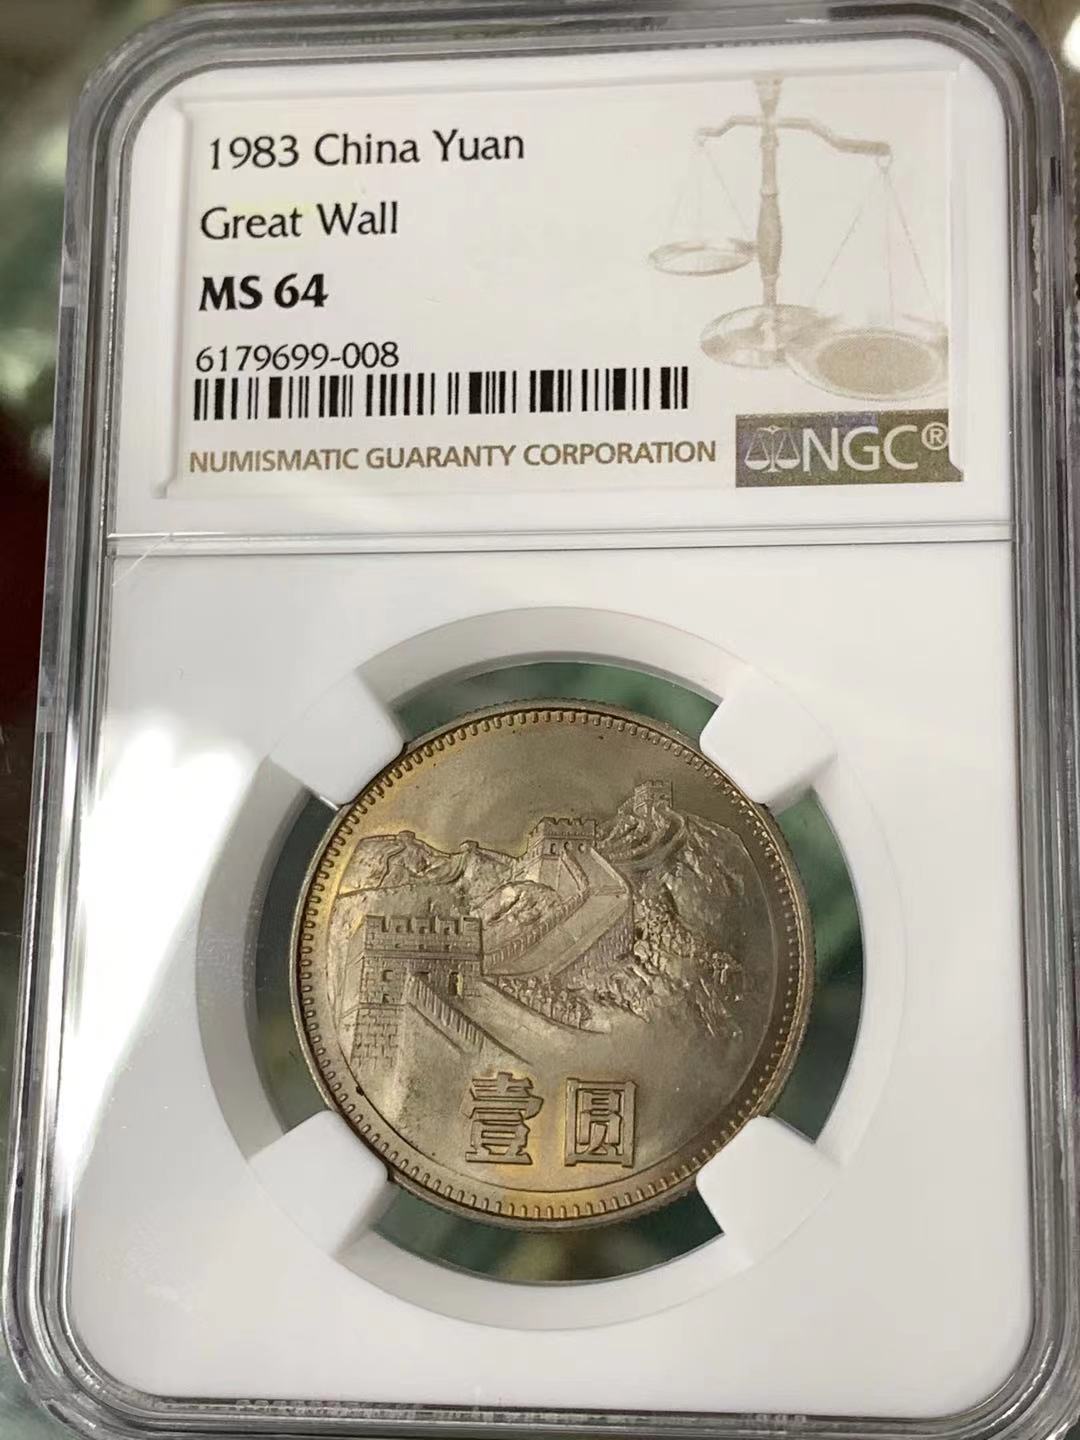 1983 China Yuan
Great Wall
MS 64
6179699-008
NUMISMATIC GUARANTY CORPORATION
NGC®
壹圆